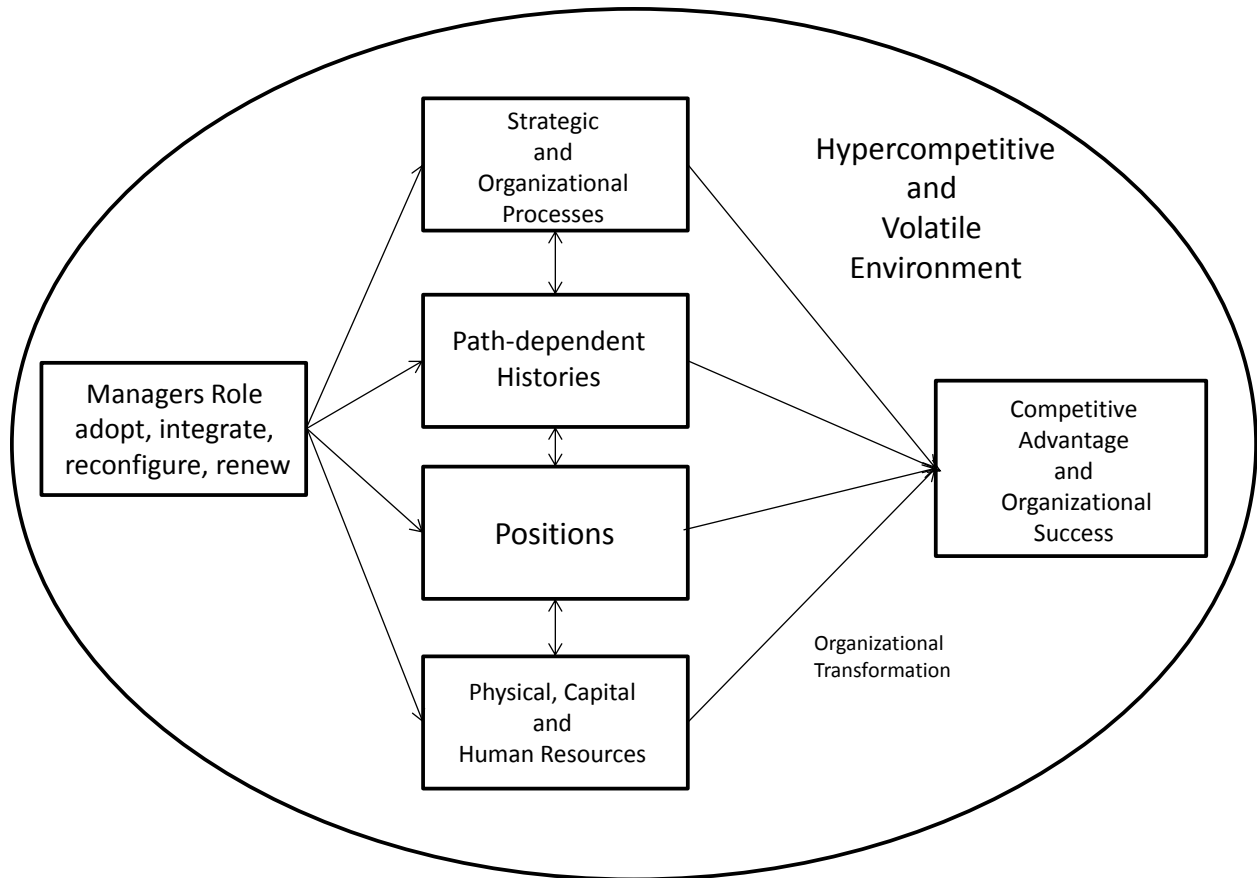 Strategic
and
Organizational
Processes
Hypercompetitive
and
Volatile
Environment
Path-dependent
Histories
Managers Role
adopt, integrate,
reconfigure, renew
Competitive
Advantage
and
Organizational
Success
Positions
Organizational
Transformation
Physical, Capital
and
Human Resources